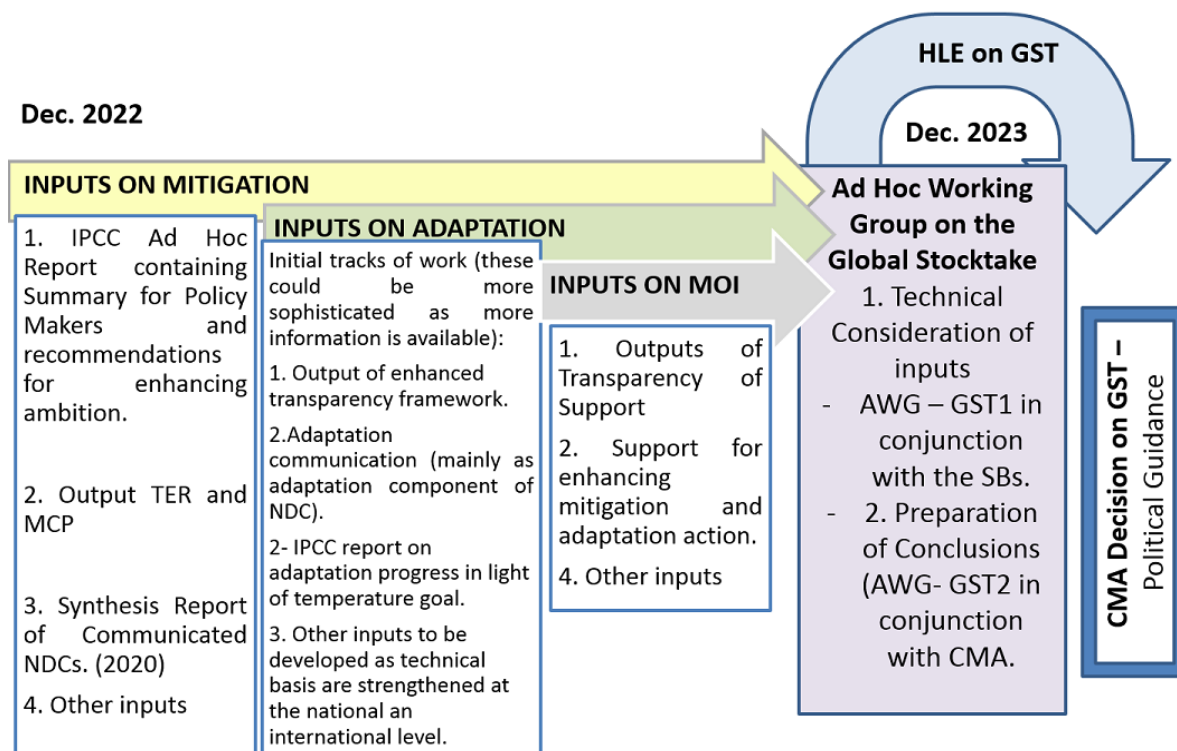 HLE on GST
Dec. 2022
Dec. 2023
INPUTS ON MITIGATION
1. IPCC Ad Hoc
Report containing
Summary for Policy
Makers and
recommendations
for enhancing
ambition.
2. Output TER and
MCP
3. Synthesis Report
of Communicated
NDCs. (2020)
4. Other inputs
INPUTS ON ADAPTATION
Initial tracks of work (these
could be more
sophisticated as more
information is available):
1. Output of enhanced
transparency framework.
2.Adaptation
communication (mainly as
adaptation component of
NDC).
2- IPCC report on
adaptation progress in light
of temperature goal.
3. Other inputs to be
developed as technical
basis are strengthened at
the national an
international level.
INPUTS ON MOI
1. Outputs of
Transparency of
Support
2. Support for
enhancing
mitigation and
adaptation action.
4. Other inputs
Ad Hoc Working
Group on the
Global Stocktake
1. Technical
Consideration of
inputs
- AWG – GST1 in
conjunction
with the SBs.
- 2. Preparation
of Conclusions
(AWG- GST2 in
conjunction
with CMA.
CMA Decision on GST –
Political Guidance